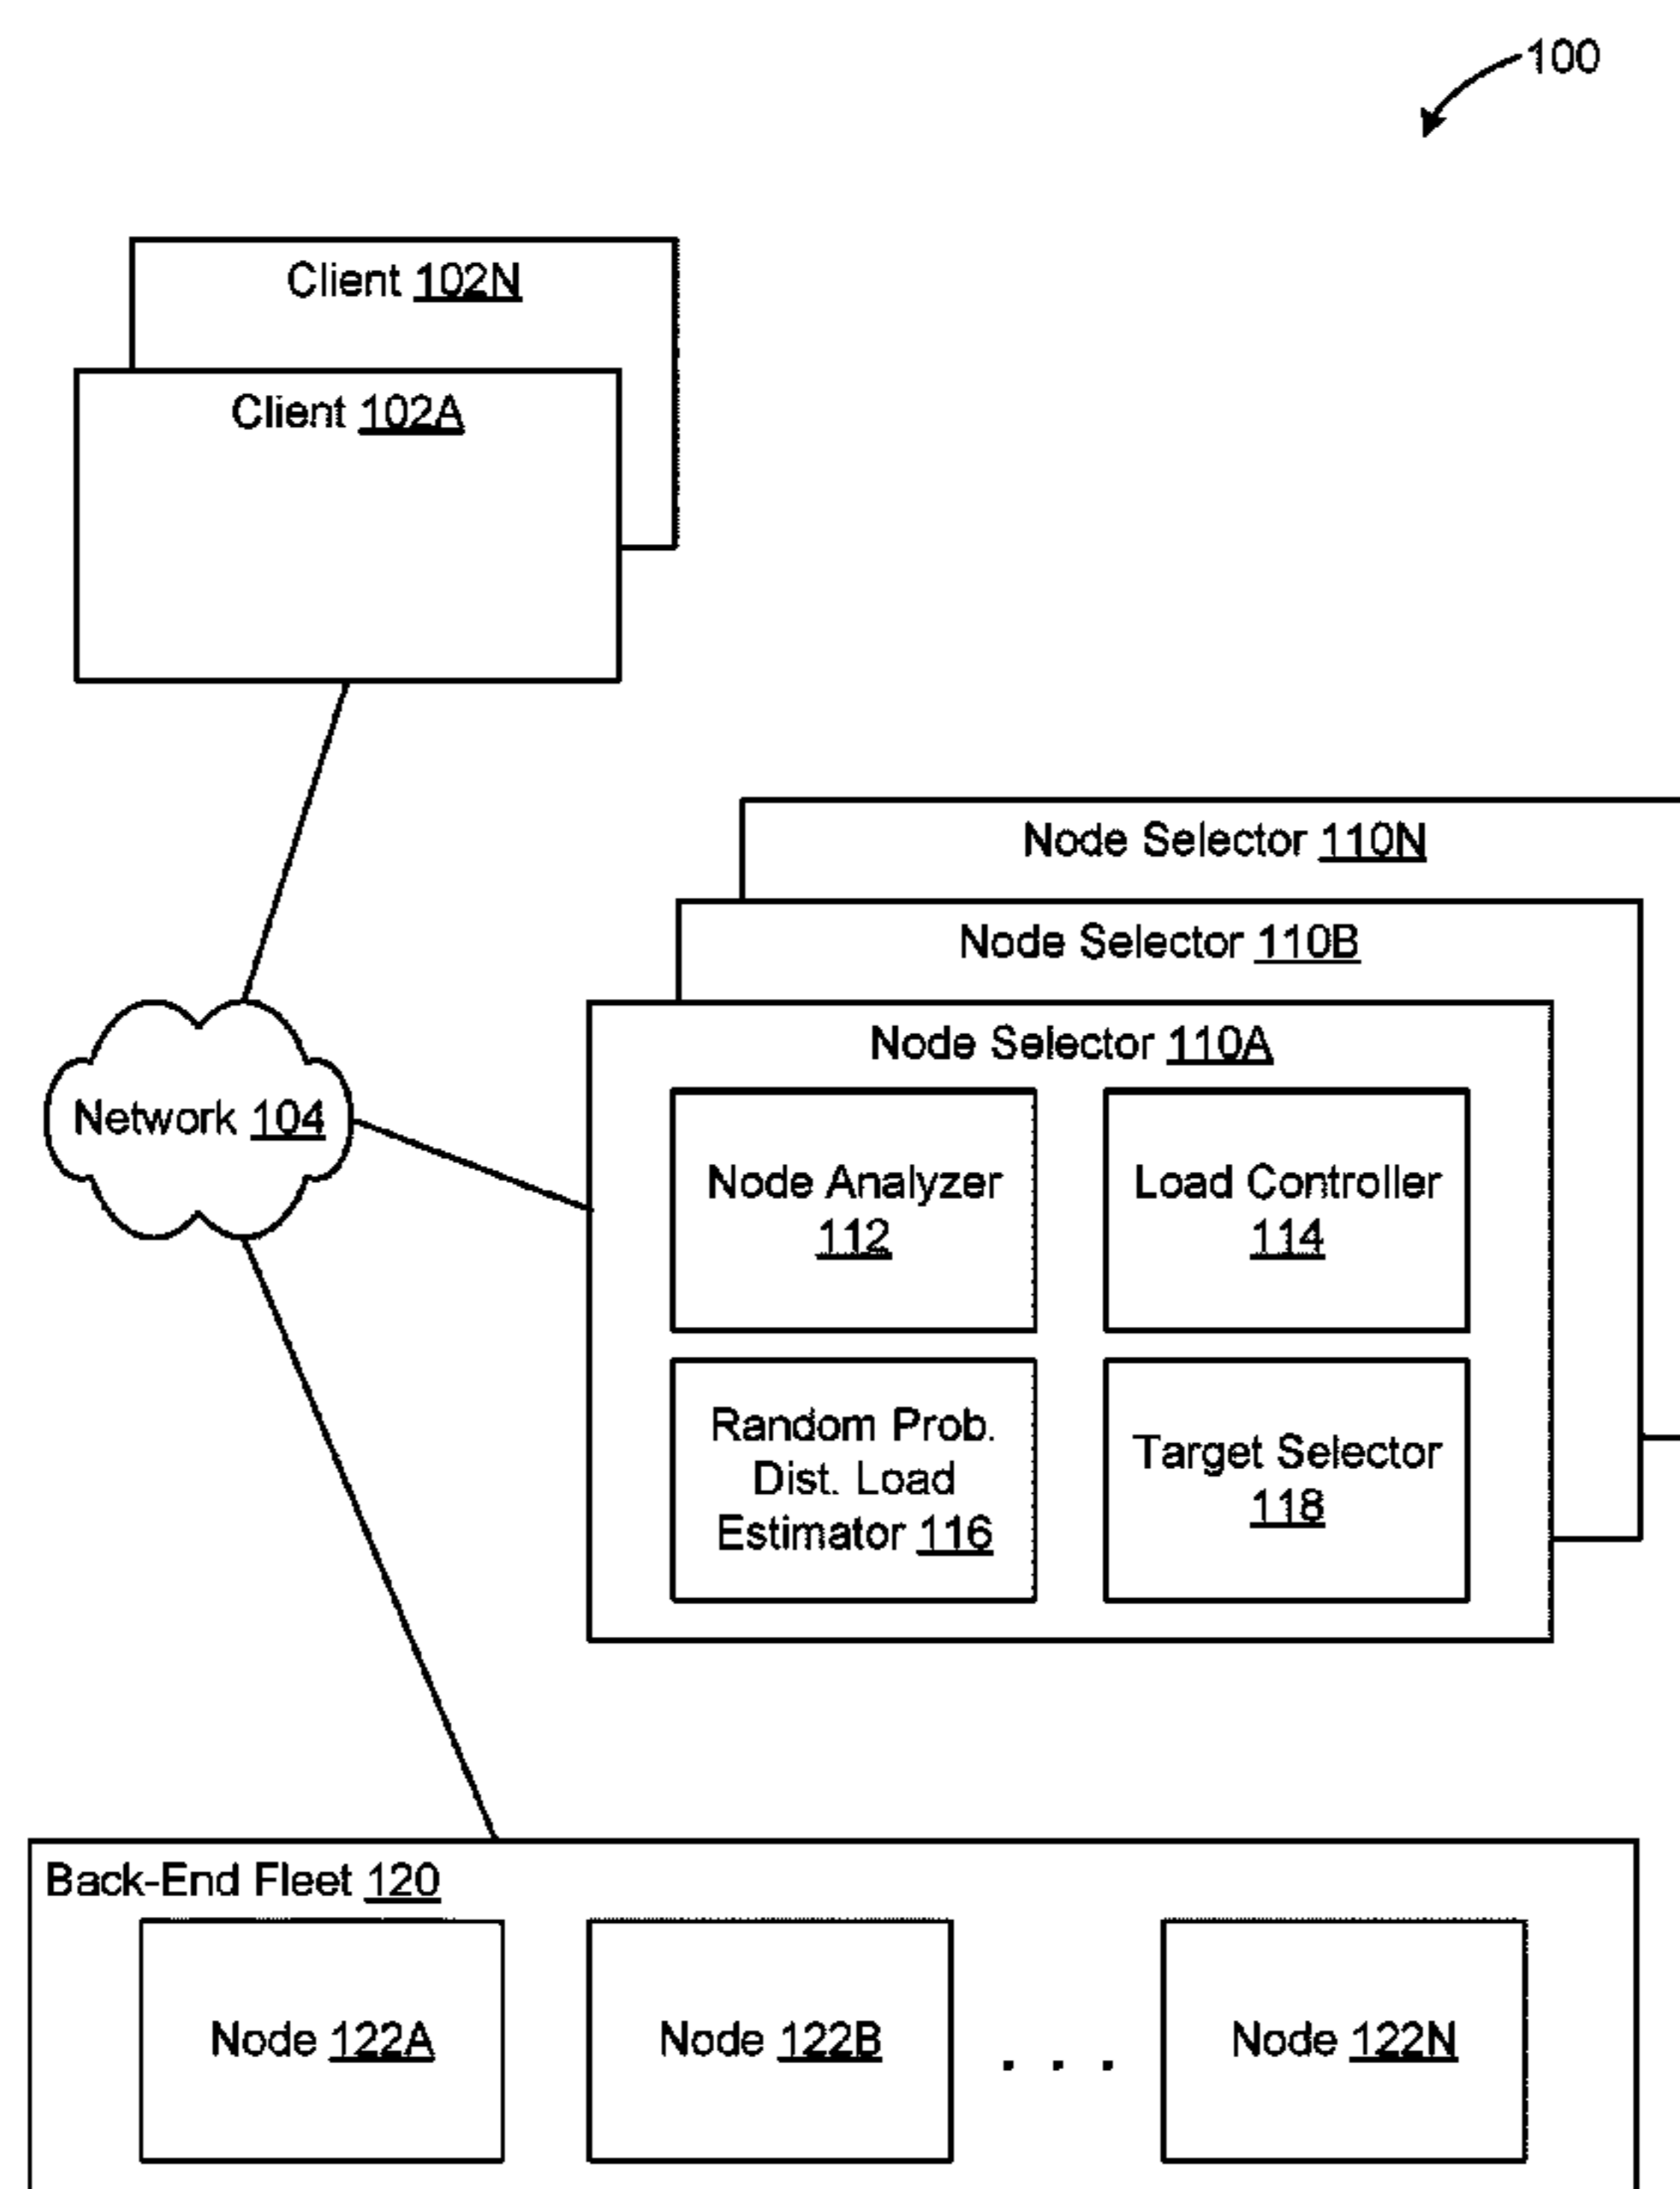 100
Client 102N
Client 102A
Node Selector 110N
Node Selector 110B
Node Selector 110A
Network 104
Node Analyzer
112
Load Controller
114
Random Prob.
Dist. Load
Estimator 116
Target Selector
118
Back-End Fleet 120
Node 122A
Node 122B
. . .
Node 122N